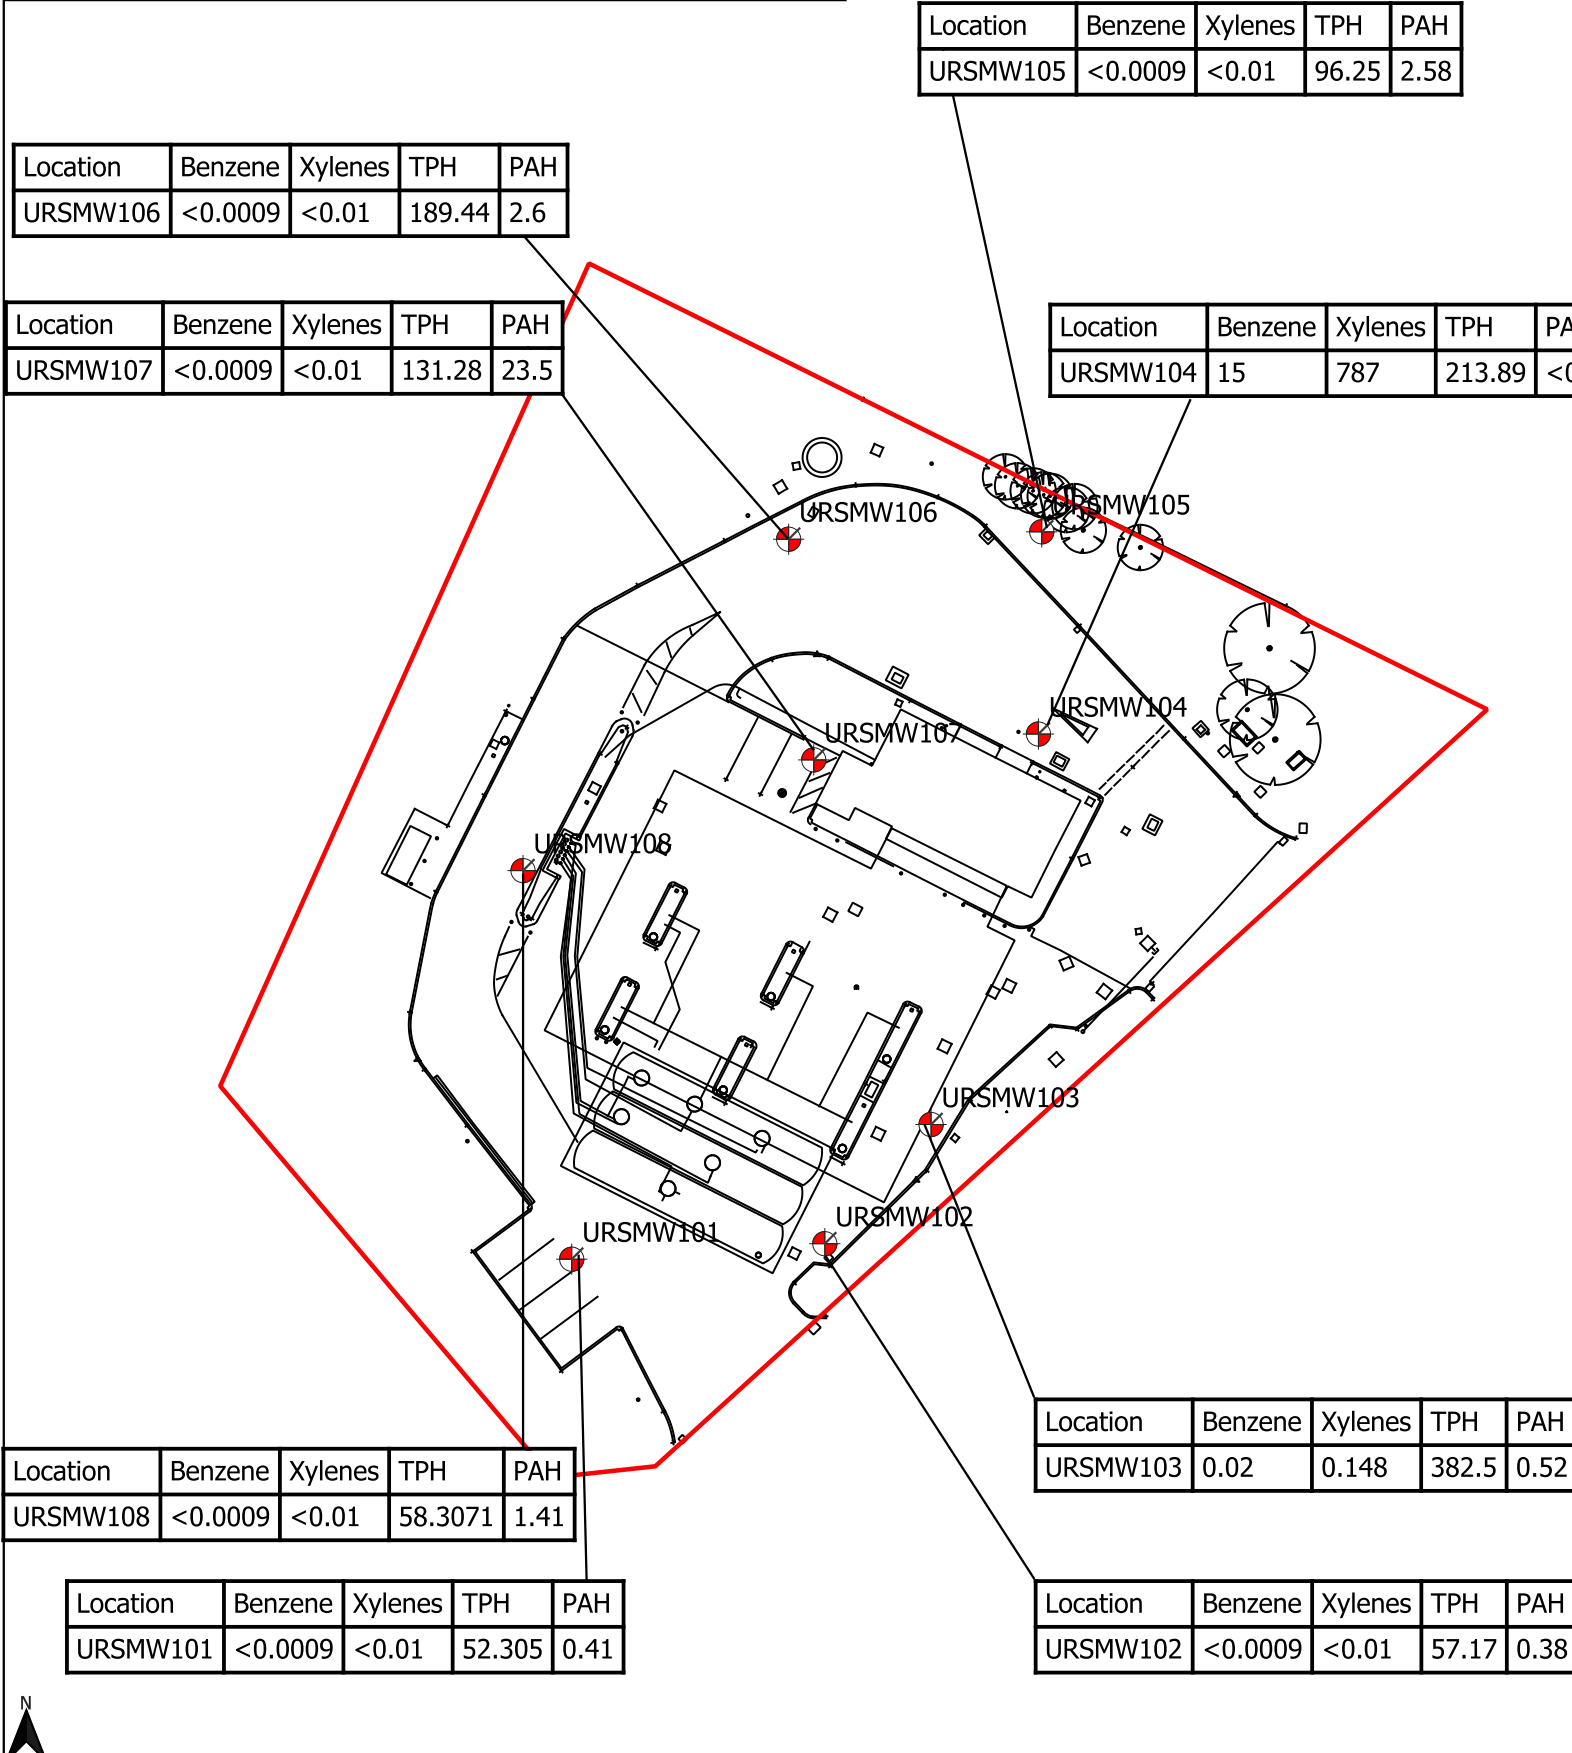 Location Benzene Xylenes TPH PAH
URSMW105 <0.0009 <0.01 96.25 2.58
Location Benzene Xylenes TPH PAH
URSMW106 <0.0009 <0.01 189.44 2.6
Location Benzene Xylenes TPH PAH
URSMW107 <0.0009 <0.01 131.28 23.5
Location Benzene Xylenes TPH
URSMW104 15 787 213.89
URSMW105
URSMW106
URSMW104
URSMW107
URSMW108
URSMW103
URSMW102
URSMW101
Location Benzene Xylenes TPH PAH
URSMW103 0.02 0.148 382.5 0.52
Location Benzene Xylenes TPH PAH
URSMW108 <0.0009 <0.01 58.3071 1.41
Location Benzene Xylenes TPH PAH
URSMW101 <0.0009 <0.01 52.305 0.41
Location Benzene Xylenes TPH PAH
URSMW102 <0.0009 <0.01 57.17 0.38
N